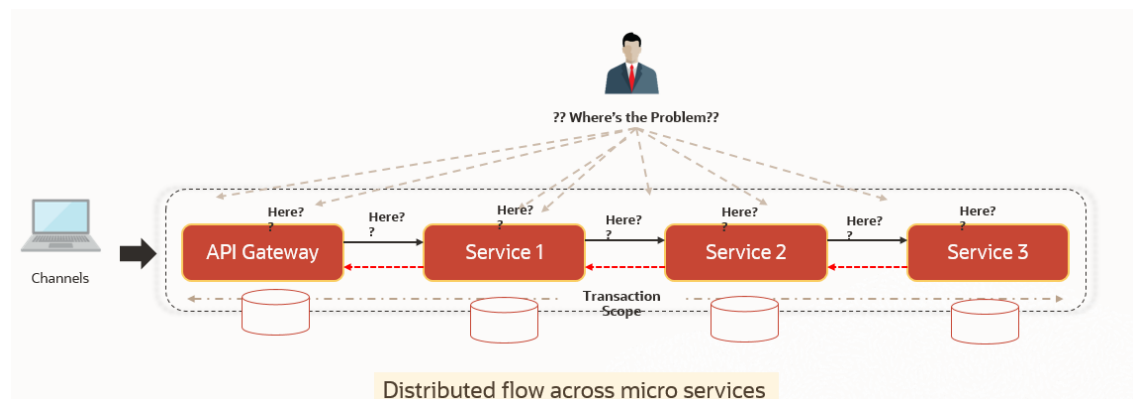 ?? Where's the Problem??
Channels
Here?
?
Here?
?
Here?
?
Here?
?
Here?
?
Here?
?
Here?
?
API Gateway
Service 1
Service 2
Service 3
Transaction
Scope
Distributed flow across micro services